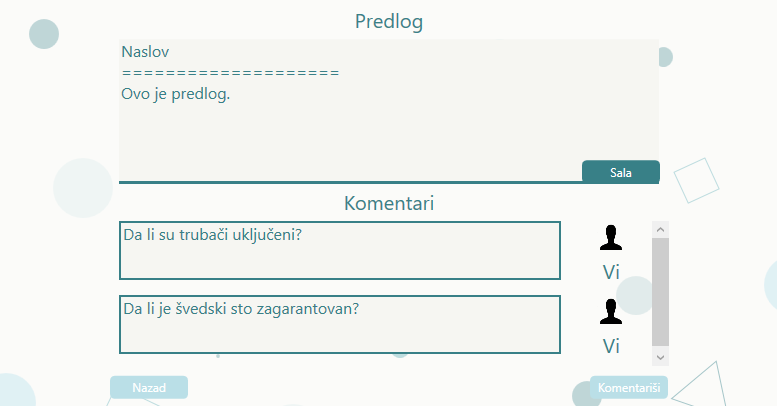 Predlog
Naslov
====================
Ovo je predlog.
Sala
Komentari
Da li su trubači uključeni?
Vi
Da li je švedski sto zagarantovan?
Vi
Nazad
Komentariši